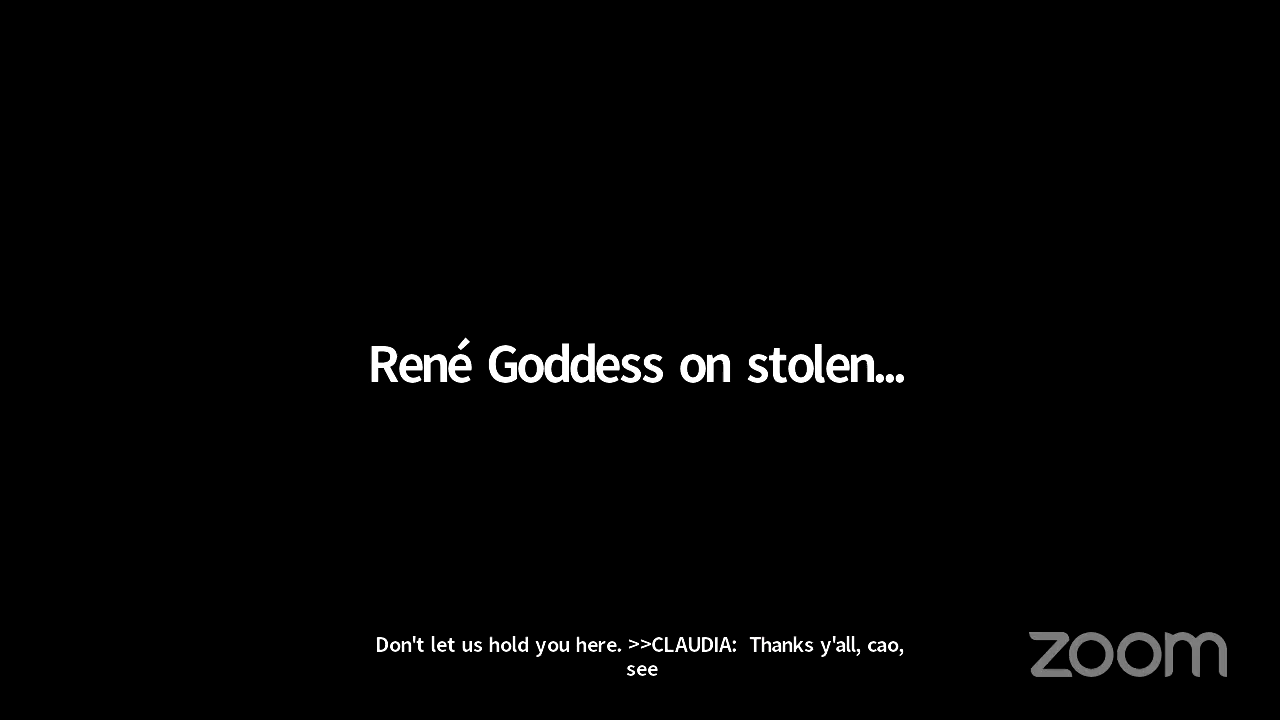 René Goddess on stolen...
Don't let us hold you here. >>CLAUDIA:  Thanks y'all, cao,
see
zoom